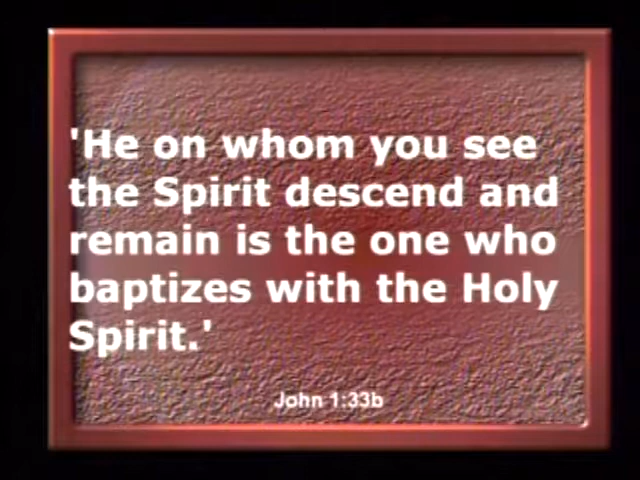 'He on whom you see
the Spirit descend and
remain is the one who
baptizes with the Holy
Spirit.'
John 1:33b